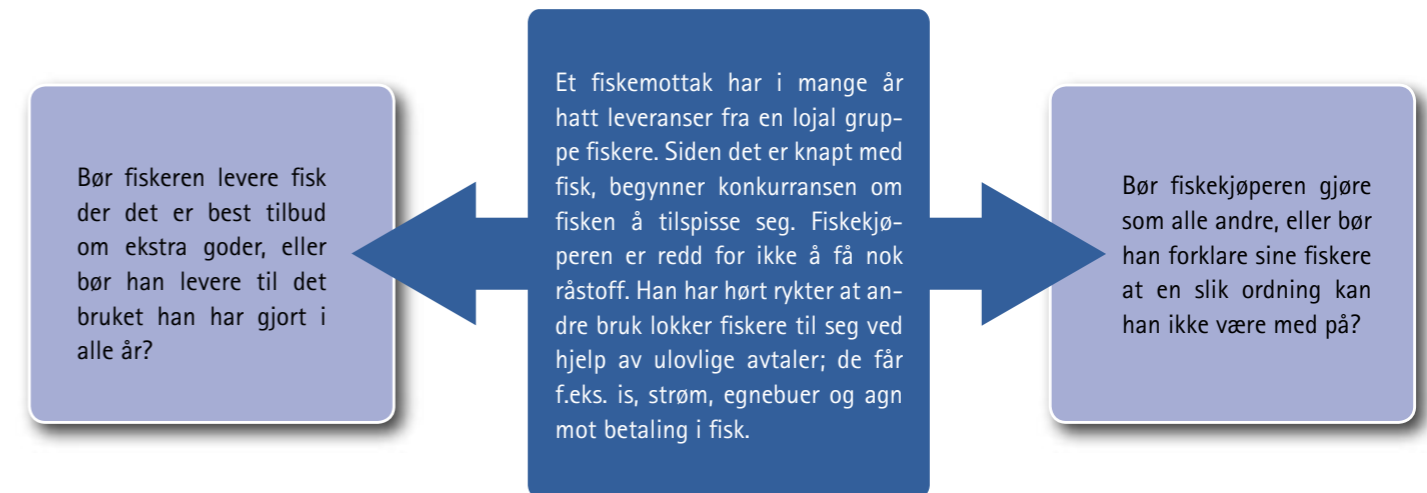 Bør fiskeren levere fisk
der det er best tilbud
om ekstra goder, eller
bør han levere til det
bruket han har gjort i
alle år?
Et fiskemottak har i mange år
hatt leveranser fra en lojal grup-
pe fiskere. Siden det er knapt med
fisk, begynner konkurransen om
fisken å tilspisse seg. Fiskekjø-
peren er redd for ikke å få nok
råstoff. Han har hørt rykter at an-
dre bruk lokker fiskere til seg ved
hjelp av ulovlige avtaler; de får
f.eks. is, strøm, egnebuer og agn
mot betaling i fisk.
Bør fiskekjøperen gjøre
som alle andre, eller bør
han forklare sine fiskere
at en slik ordning kan
han ikke være med på?